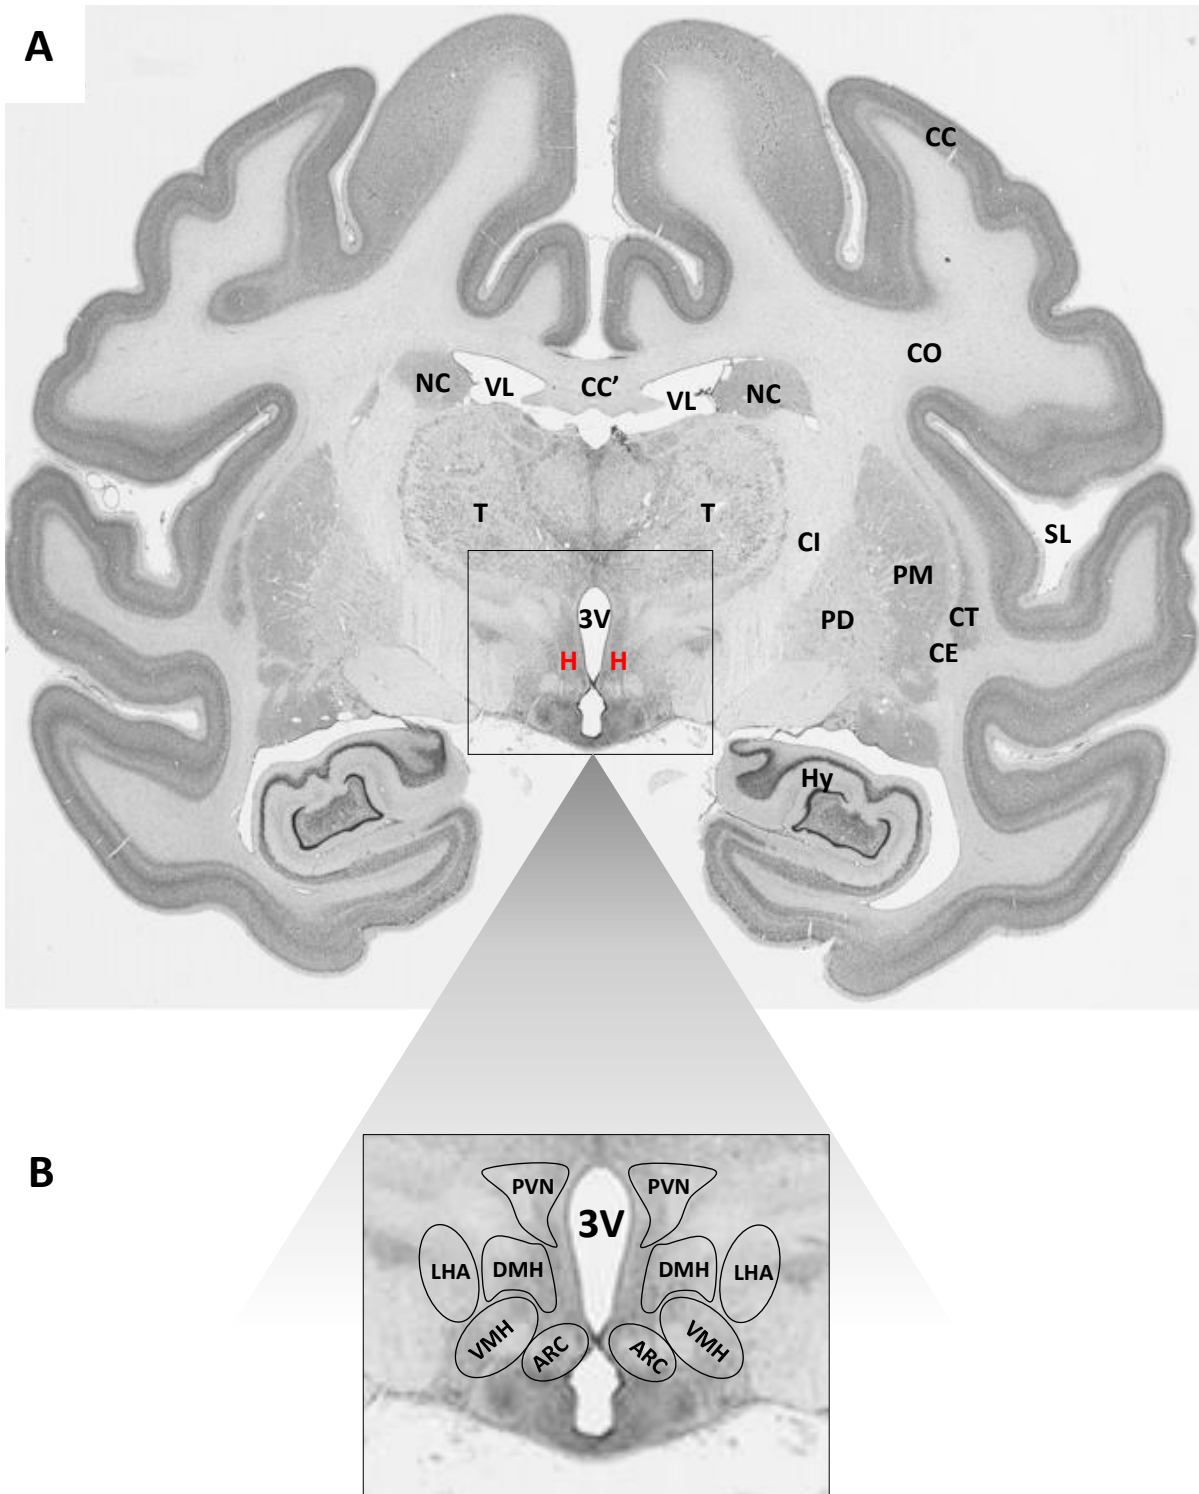 A
CC
CO
NC
VL
CC’
VL
NC
T
T
CI
SL
PM
3V
PD
CT
H
H
CE
Hy
B
PVN
PVN
3V
LHA
DMH
DMH
LHA
VMH
ARC
ARC
VMH